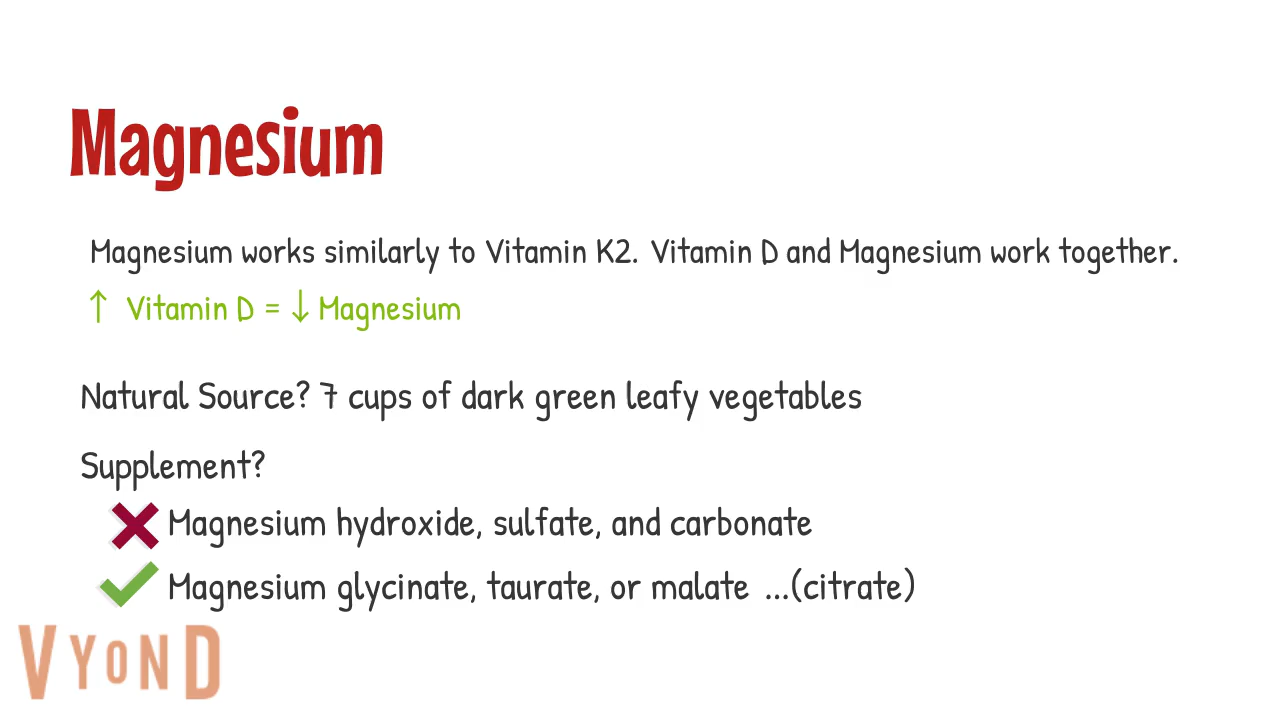 Magnesium
Magnesium works similarly to Vitamin K2. Vitamin D and Magnesium work together.
↑ Vitamin D = ↓ Magnesium
Natural Source? 7 cups of dark green leafy vegetables
Supplement?
Magnesium hydroxide, sulfate, and carbonate
Magnesium glycinate, taurate, or malate ...(citrate)
VYOND